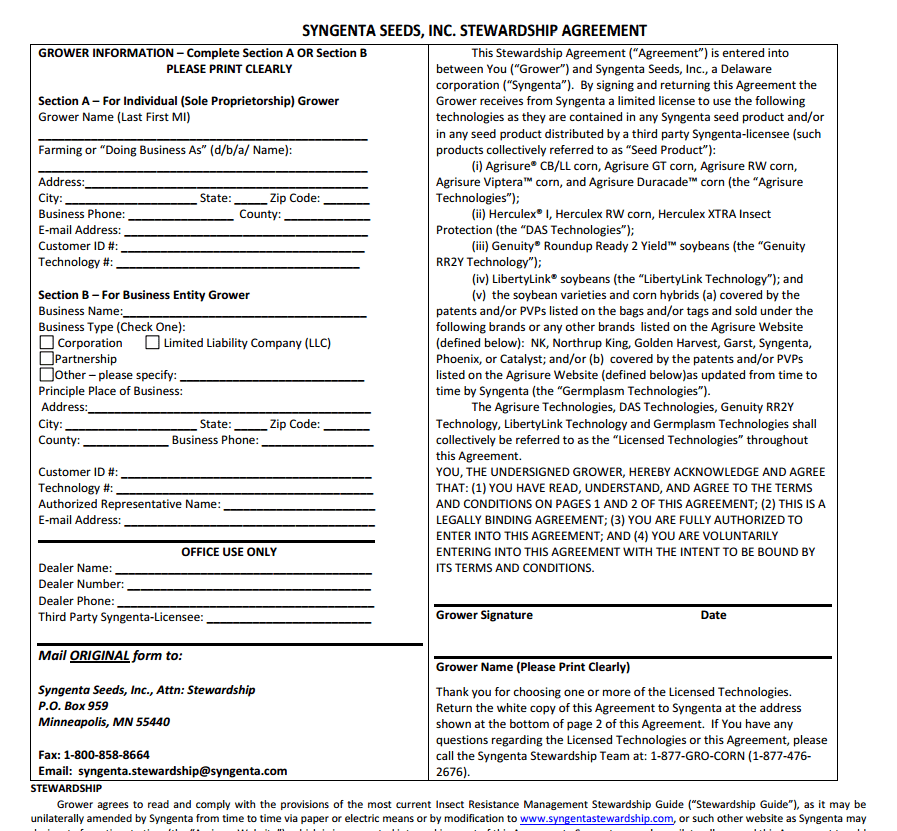 SYNGENTA SEEDS, INC. STEWARDSHIP AGREEMENT
GROWER INFORMATION – Complete Section A OR Section B
PLEASE PRINT CLEARLY
Section A – For Individual (Sole Proprietorship) Grower
Grower Name (Last First MI)
Farming or “Doing Business As” (d/b/a/ Name):
Address:
City: State: Zip Code:
Business Phone: County:
E-mail Address:
Customer ID #:
Technology #:
Section B – For Business Entity Grower
Business Name:
Business Type (Check One):
Corporation Limited Liability Company (LLC)
Partnership
Other – please specify:
Principle Place of Business:
Address:
City: State: Zip Code:
County: Business Phone:
Customer ID #:
Technology #:
Authorized Representative Name:
E-mail Address:
OFFICE USE ONLY
Dealer Name:
Dealer Number:
Dealer Phone:
Third Party Syngenta-Licensee:
Mail ORIGINAL form to:
Syngenta Seeds, Inc., Attn: Stewardship
P.O. Box 959
Minneapolis, MN 55440
Fax: 1-800-858-8664
Email: syngenta.stewardship@syngenta.com
This Stewardship Agreement (“Agreement”) is entered into
between You (“Grower”) and Syngenta Seeds, Inc., a Delaware
corporation (“Syngenta”). By signing and returning this Agreement the
Grower receives from Syngenta a limited license to use the following
technologies as they are contained in any Syngenta seed product and/or
in any seed product distributed by a third party Syngenta-licensee (such
products collectively referred to as “Seed Product”):
(i) Agrisure® CB/LL corn, Agrisure GT corn, Agrisure RW corn,
Agrisure Viptera™ corn, and Agrisure Duracade™ corn (the “Agrisure
Technologies”);
(ii) Herculex® I, Herculex RW corn, Herculex XTRA Insect
Protection (the “DAS Technologies”);
(iii) Genuity® Roundup Ready 2 Yield™ soybeans (the “Genuity
RR2Y Technology”);
(iv) LibertyLink® soybeans (the “LibertyLink Technology”); and
(v) the soybean varieties and corn hybrids (a) covered by the
patents and/or PVPs listed on the bags and/or tags and sold under the
following brands or any other brands listed on the Agrisure Website
(defined below): NK, Northrup King, Golden Harvest, Garst, Syngenta,
Phoenix, or Catalyst; and/or (b) covered by the patents and/or PVPs
listed on the Agrisure Website (defined below)as updated from time to
time by Syngenta (the “Germplasm Technologies”).
The Agrisure Technologies, DAS Technologies, Genuity RR2Y
Technology, LibertyLink Technology and Germplasm Technologies shall
collectively be referred to as the “Licensed Technologies” throughout
this Agreement.
YOU, THE UNDERSIGNED GROWER, HEREBY ACKNOWLEDGE AND AGREE
THAT: (1) YOU HAVE READ, UNDERSTAND, AND AGREE TO THE TERMS
AND CONDITIONS ON PAGES 1 AND 2 OF THIS AGREEMENT; (2) THIS IS A
LEGALLY BINDING AGREEMENT; (3) YOU ARE FULLY AUTHORIZED TO
ENTER INTO THIS AGREEMENT; AND (4) YOU ARE VOLUNTARILY
ENTERING INTO THIS AGREEMENT WITH THE INTENT TO BE BOUND BY
ITS TERMS AND CONDITIONS.
Grower Signature Date
Grower Name (Please Print Clearly)
Thank you for choosing one or more of the Licensed Technologies.
Return the white copy of this Agreement to Syngenta at the address
shown at the bottom of page 2 of this Agreement. If You have any
questions regarding the Licensed Technologies or this Agreement, please
call the Syngenta Stewardship Team at: 1-877-GRO-CORN (1-877-476-
2676).
STEWARDSHIP
Grower agrees to read and comply with the provisions of the most current Insect Resistance Management Stewardship Guide (“Stewardship Guide”), as it may be
unilaterally amended by Syngenta from time to time via paper or electric means or by modification to www.syngentastewardship.com, or such other website as Syngenta may